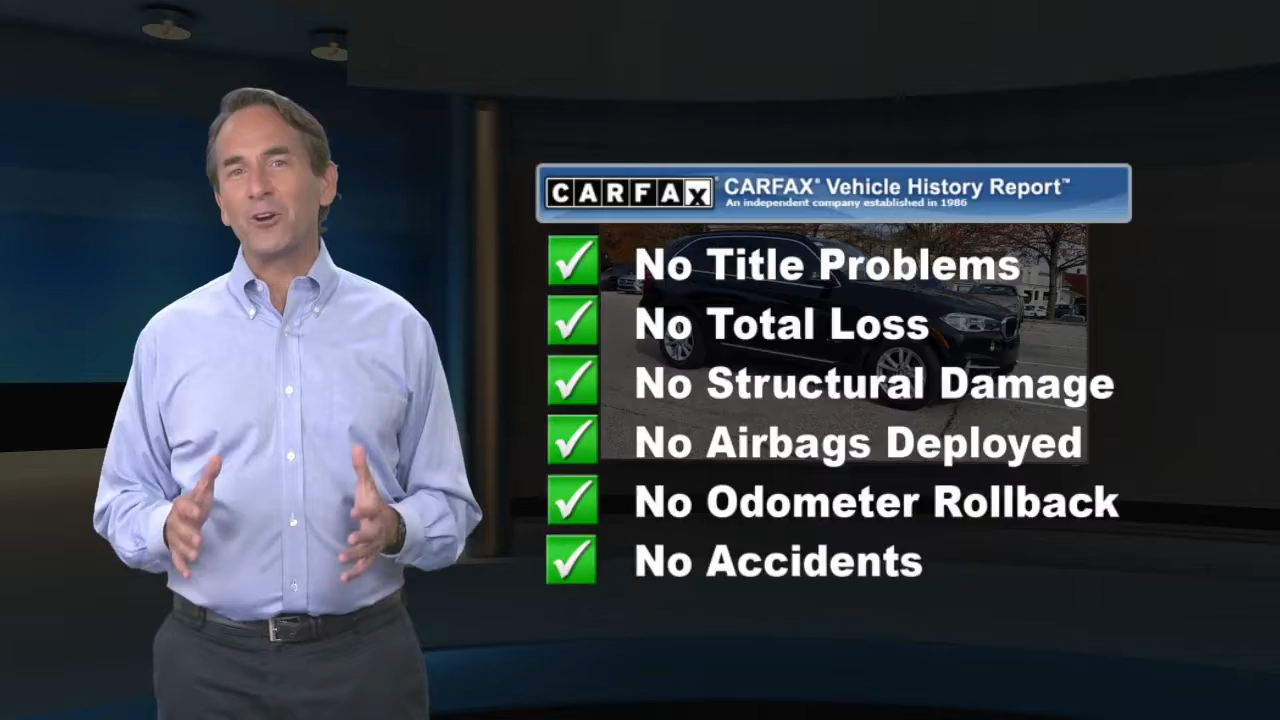 CARFAX® CARFAX® Vehicle History Report™
An independent company established in 1986
No Title Problems
No Total Loss
No Structural Damage
No Airbags Deployed
No Odometer Rollback
No Accidents